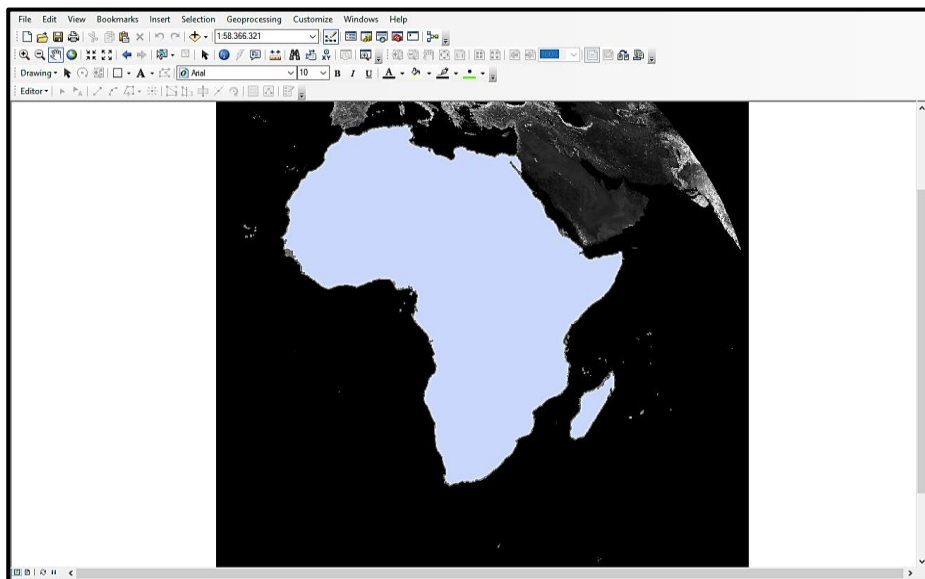 File Edit View Bookmarks Insert Selection Geoprocessing Customize Windows Help
1:58.366.321
Drawing A Arial 10 B I U A
Editor